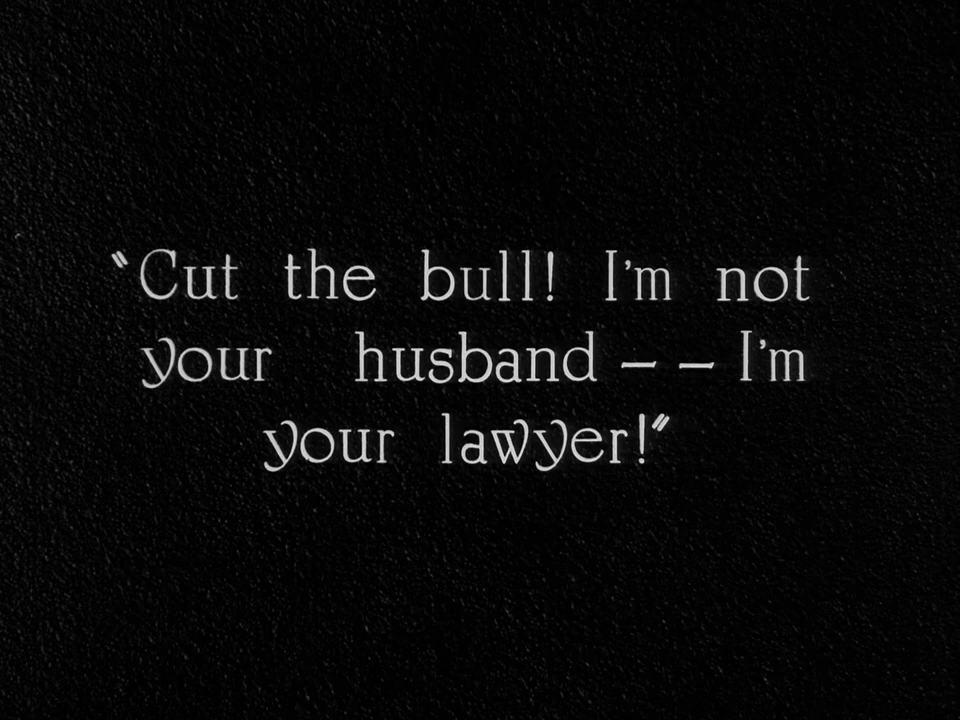 "Cut the bull! I'm not
your husband — — I'm
your lawyer!"